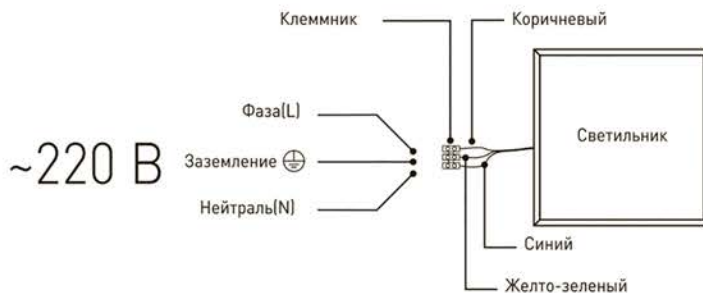 Клеммник
Коричневый
Фаза(L)
~220 В
Заземление
Светильник
Нейтраль(N)
Синий
Желто-зеленый